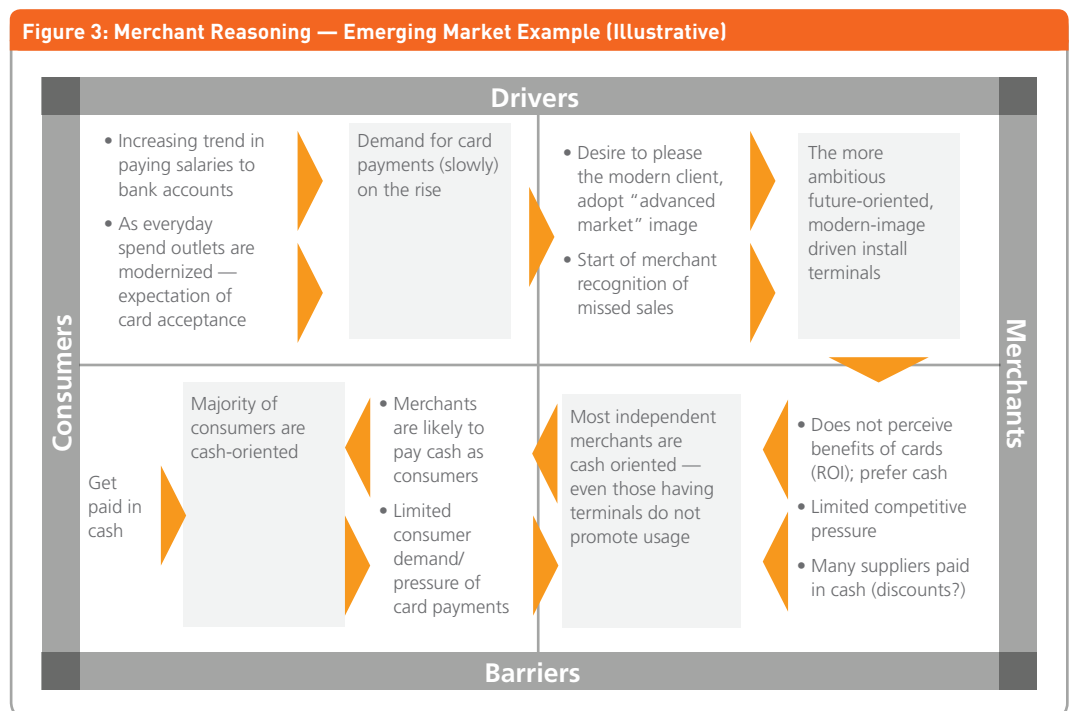 Figure 3: Merchant Reasoning — Emerging Market Example (Illustrative)
Drivers
Consumers
• Increasing trend in
paying salaries to
bank accounts
• As everyday
spend outlets are
modernized —
expectation of
card acceptance
Demand for card
payments (slowly)
on the rise
• Desire to please
the modern client,
adopt “advanced
market” image
• Start of merchant
recognition of
missed sales
The more
ambitious
future-oriented,
modern-image
driven install
terminals
Merchants
Get
paid in
cash
Majority of
consumers are
cash-oriented
• Merchants
are likely to
pay cash as
consumers
• Limited
consumer
demand/
pressure of
card payments
Most independent
merchants are
cash oriented —
even those having
terminals do not
promote usage
• Does not perceive
benefits of cards
(ROI); prefer cash
• Limited competitive
pressure
• Many suppliers paid
in cash (discounts?)
Barriers